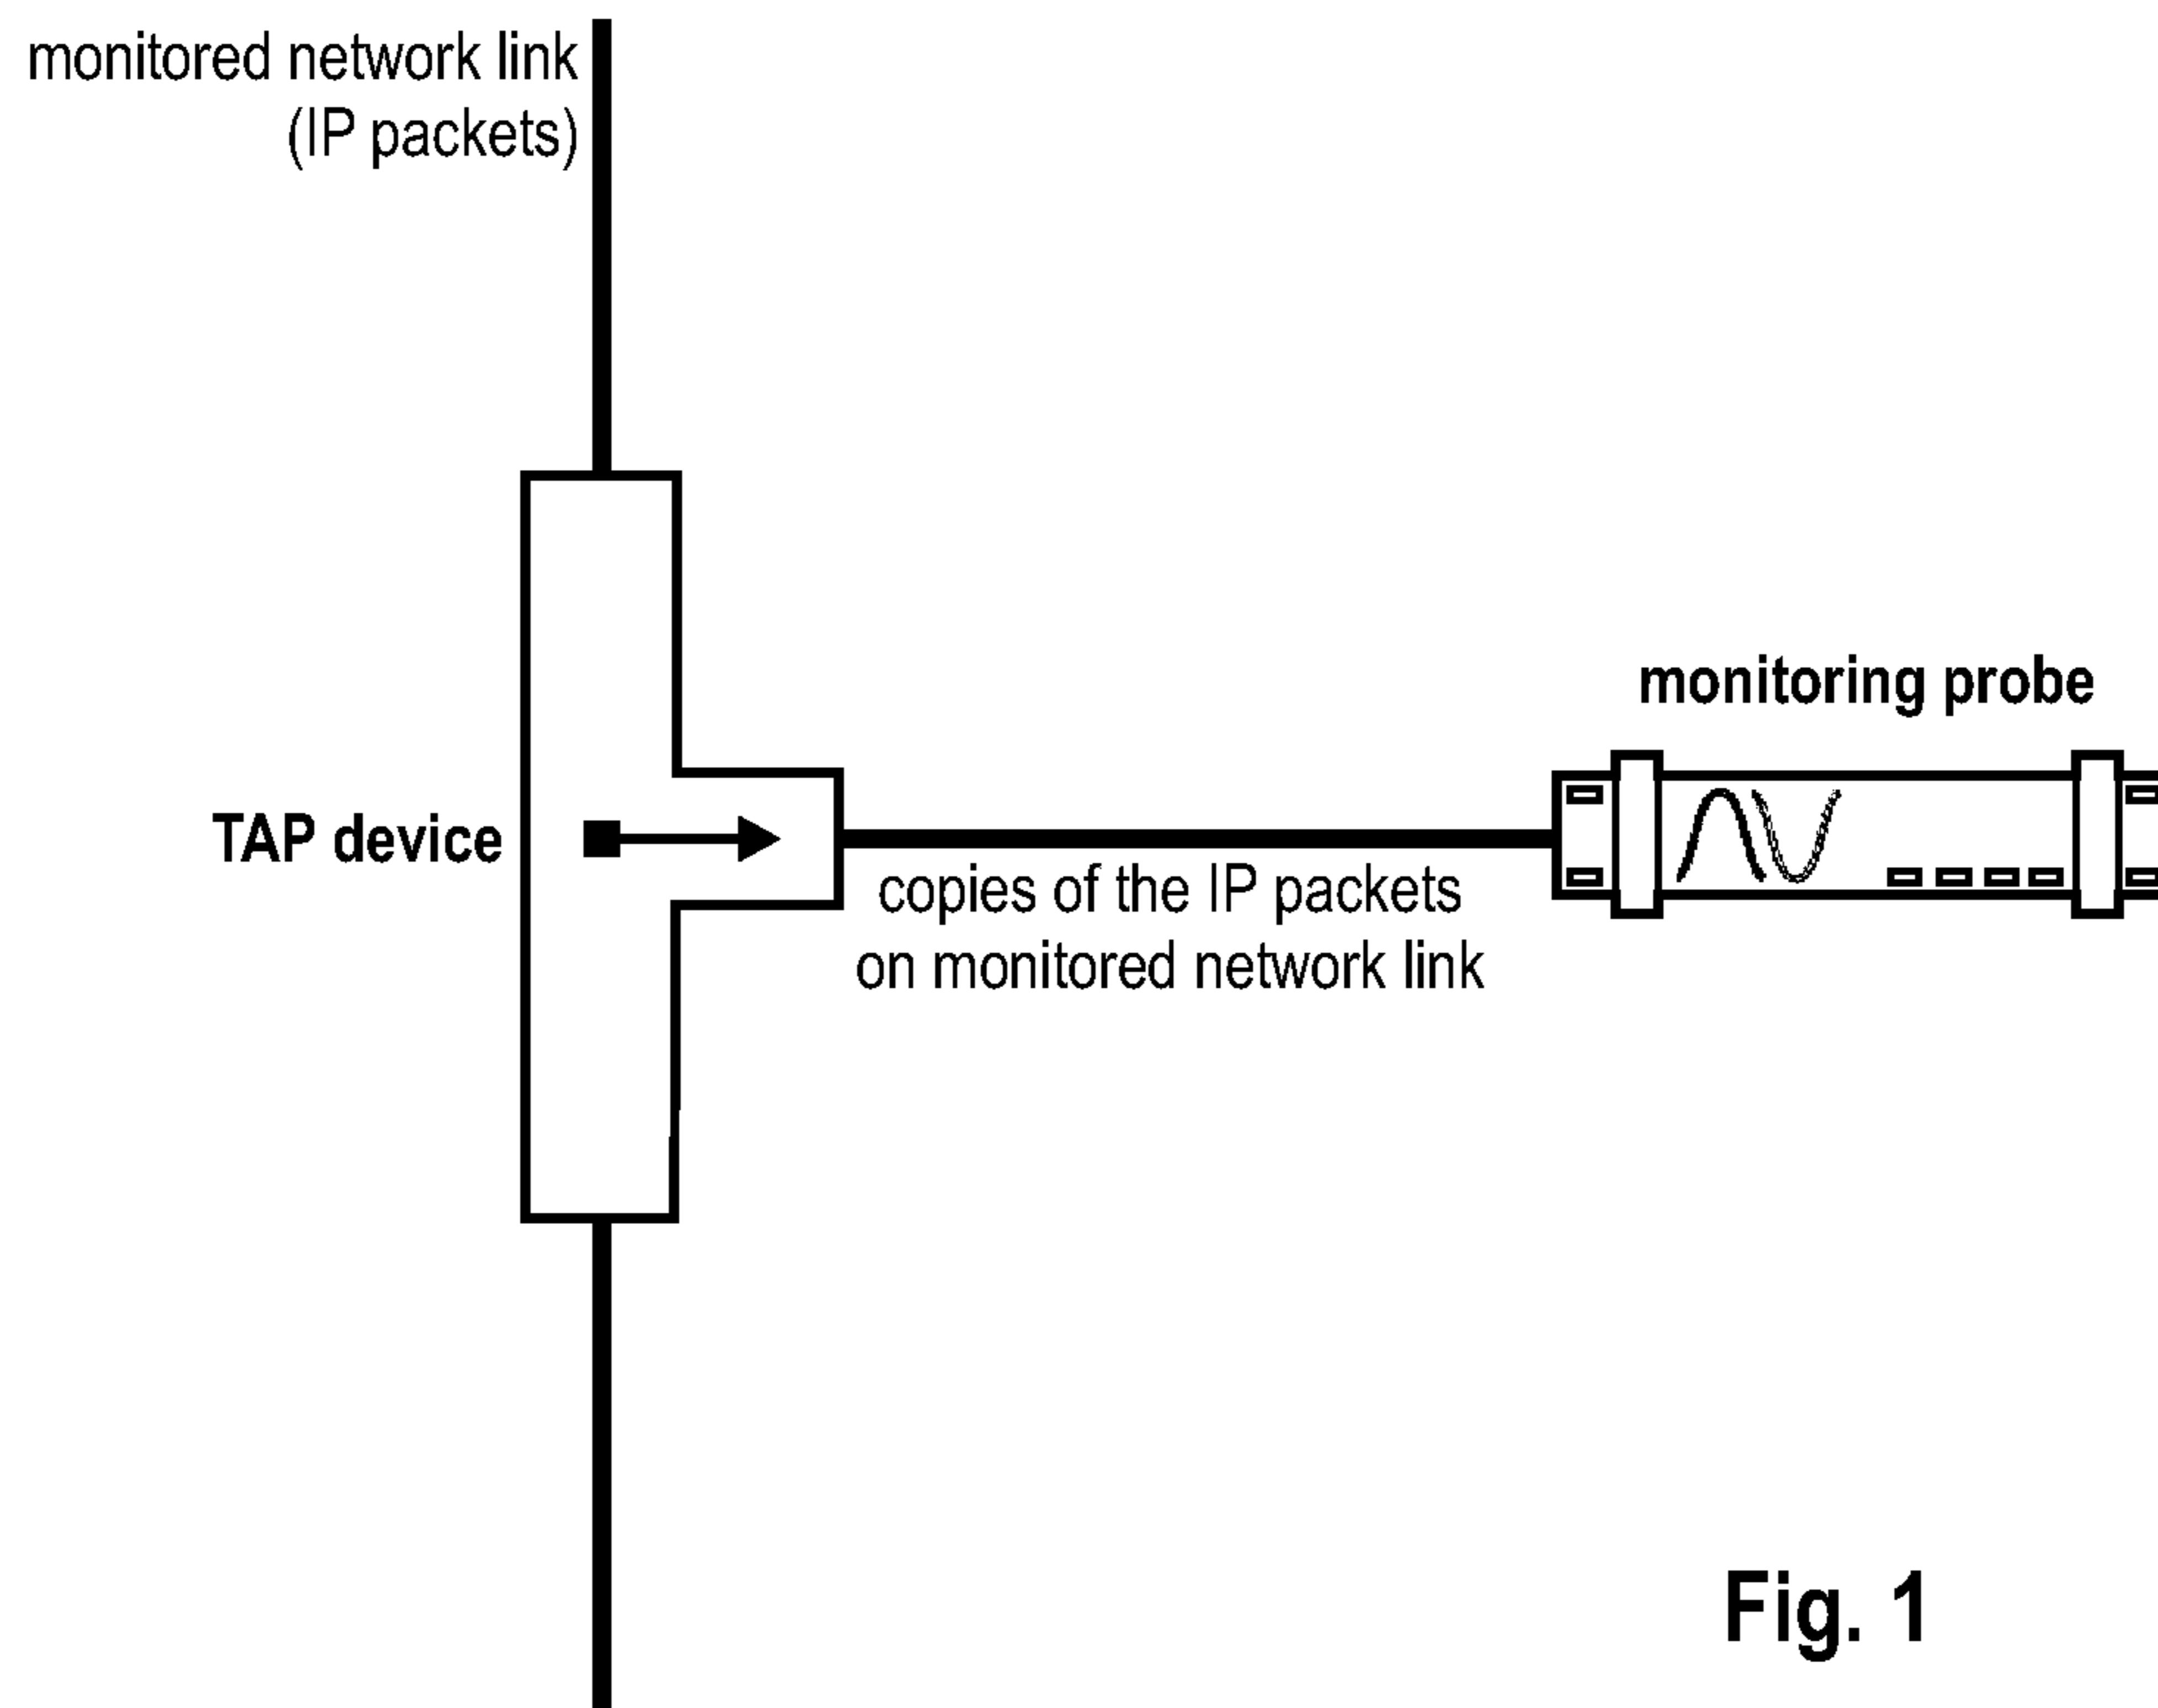 monitored network link
(IP packets)
monitoring probe
TAP device
copies of the IP packets
on monitored network link
Fig. 1